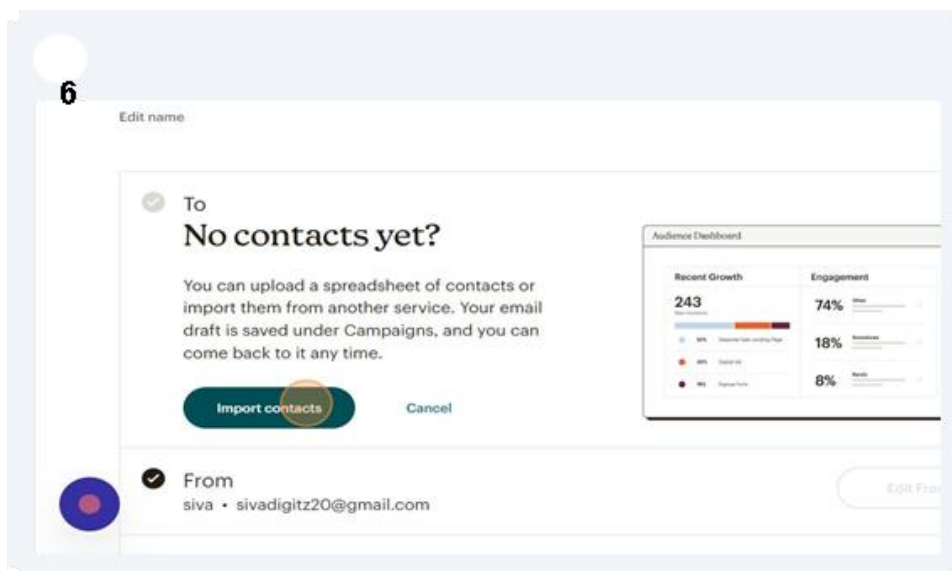 6
Edit name
To
No contacts yet?
You can upload a spreadsheet of contacts or
import them from another service. Your email
draft is saved under Campaigns, and you can
come back to it any time.
Import contacts
Cancel
Audience Dashboard
Recent Growth
Engagement
243
74%
18%
8%
From
siva • sivadigitz20@gmail.com
Edit